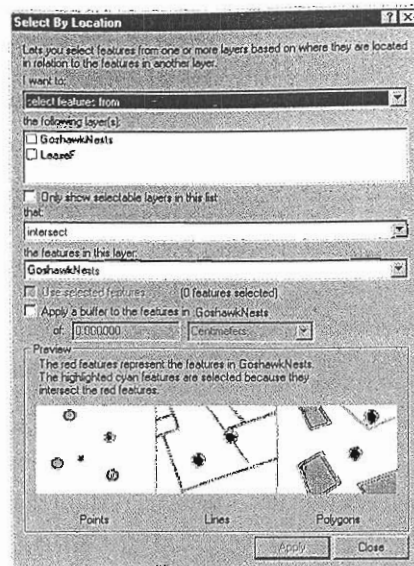 Select By Location
Lets you select features from one or more layers based on where they are located
in relation to the features in another layer.
I want to:
select features from
the following layer(s):
GoshawkNests
LeaseF
Only show selectable layers in this list
that:
intersect
the features in this layer:
GoshawkNests
Use selected features (0 features selected)
Apply a buffer to the features in GoshawkNests
of: 0.000000 Centimeters
Preview
The red features represent the features in GoshawkNests.
The highlighted cyan features are selected because they
intersect the red features.
Points Lines Polygons
Apply Close